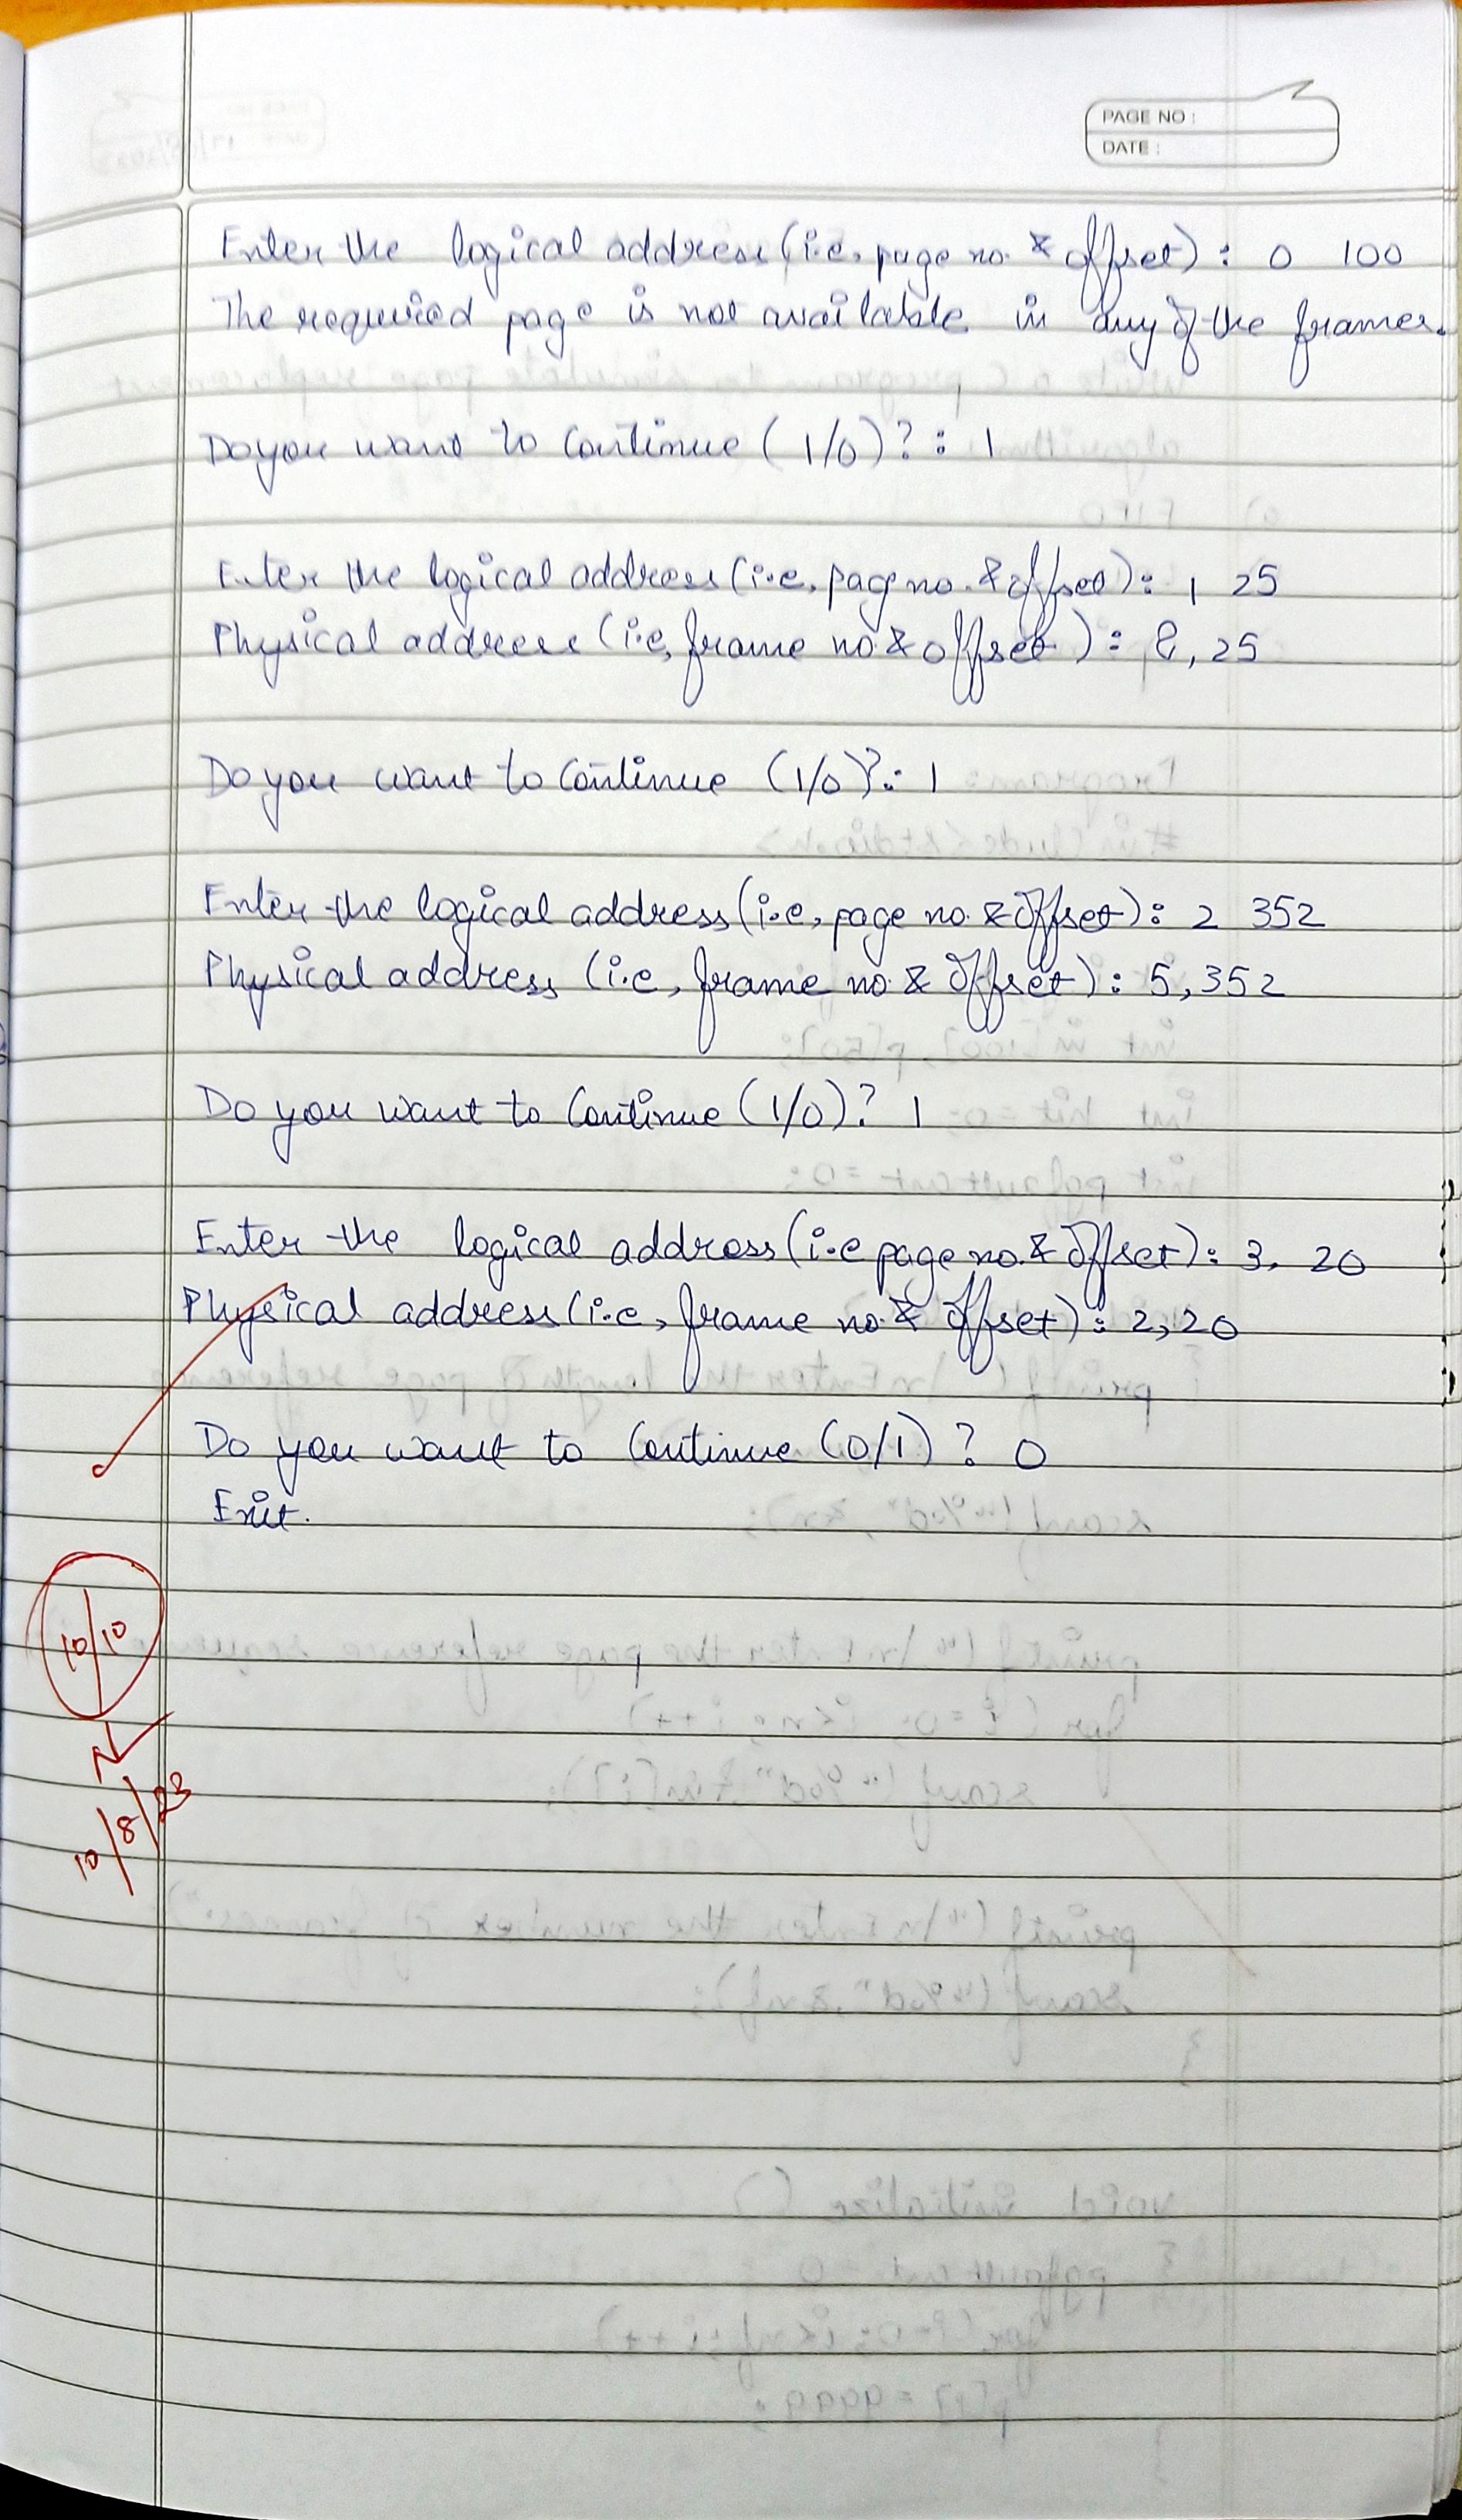 PAGE NO :
DATE :
Enter the logical address (i.e. page no. & offset) : 0 100
The required page is not available in any of the frames.
Do you want to continue (1/0)? : 1
Enter the logical address (i.e. page no. & offset) : 1 25
Physical address (i.e, frame no & offset) : 8, 25
Do you want to continue (1/0)? : 1
Enter the logical address (i.e, page no. & offset) : 2 352
Physical address (i.e, frame no. & offset) : 5, 352
Do you want to continue (1/0)? 1
Enter the logical address (i.e page no. & offset) : 3, 20
Physical address (i.e, frame no. & offset) : 2, 20
Do you want to continue (0/1) ? 0
Exit.
10/10
10/8/23